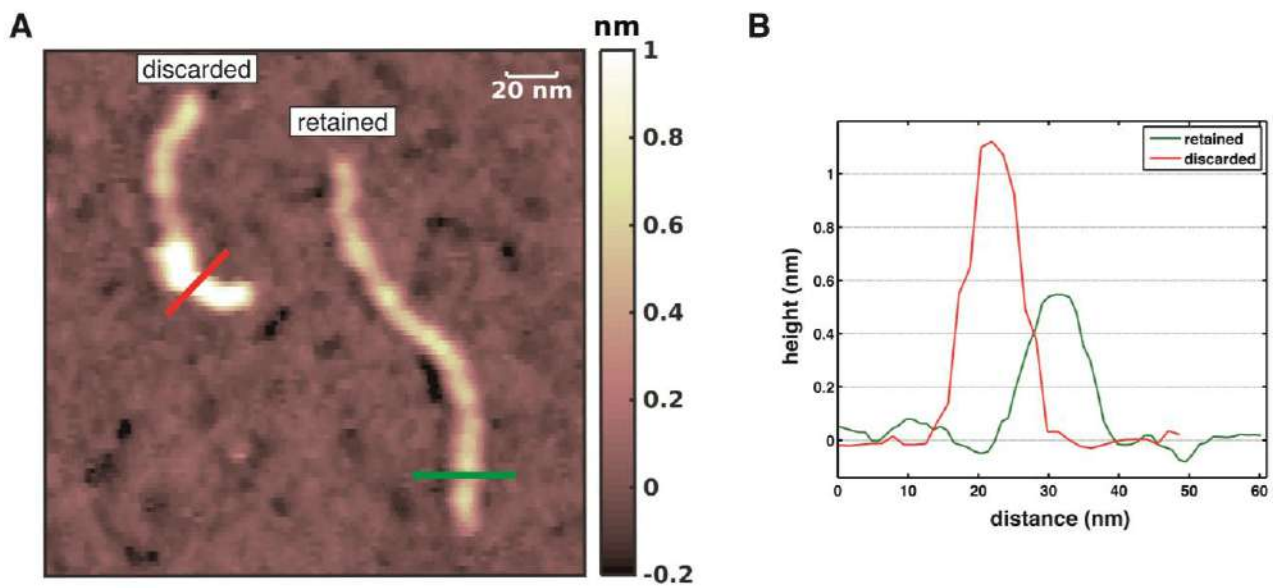 A
nm
discarded
retained
20 nm
1
0.8
0.6
0.4
0.2
0
-0.2
B
retained
discarded
1
0.8
0.6
0.4
0.2
0
height (nm)
0 10 20 30 40 50 60
distance (nm)